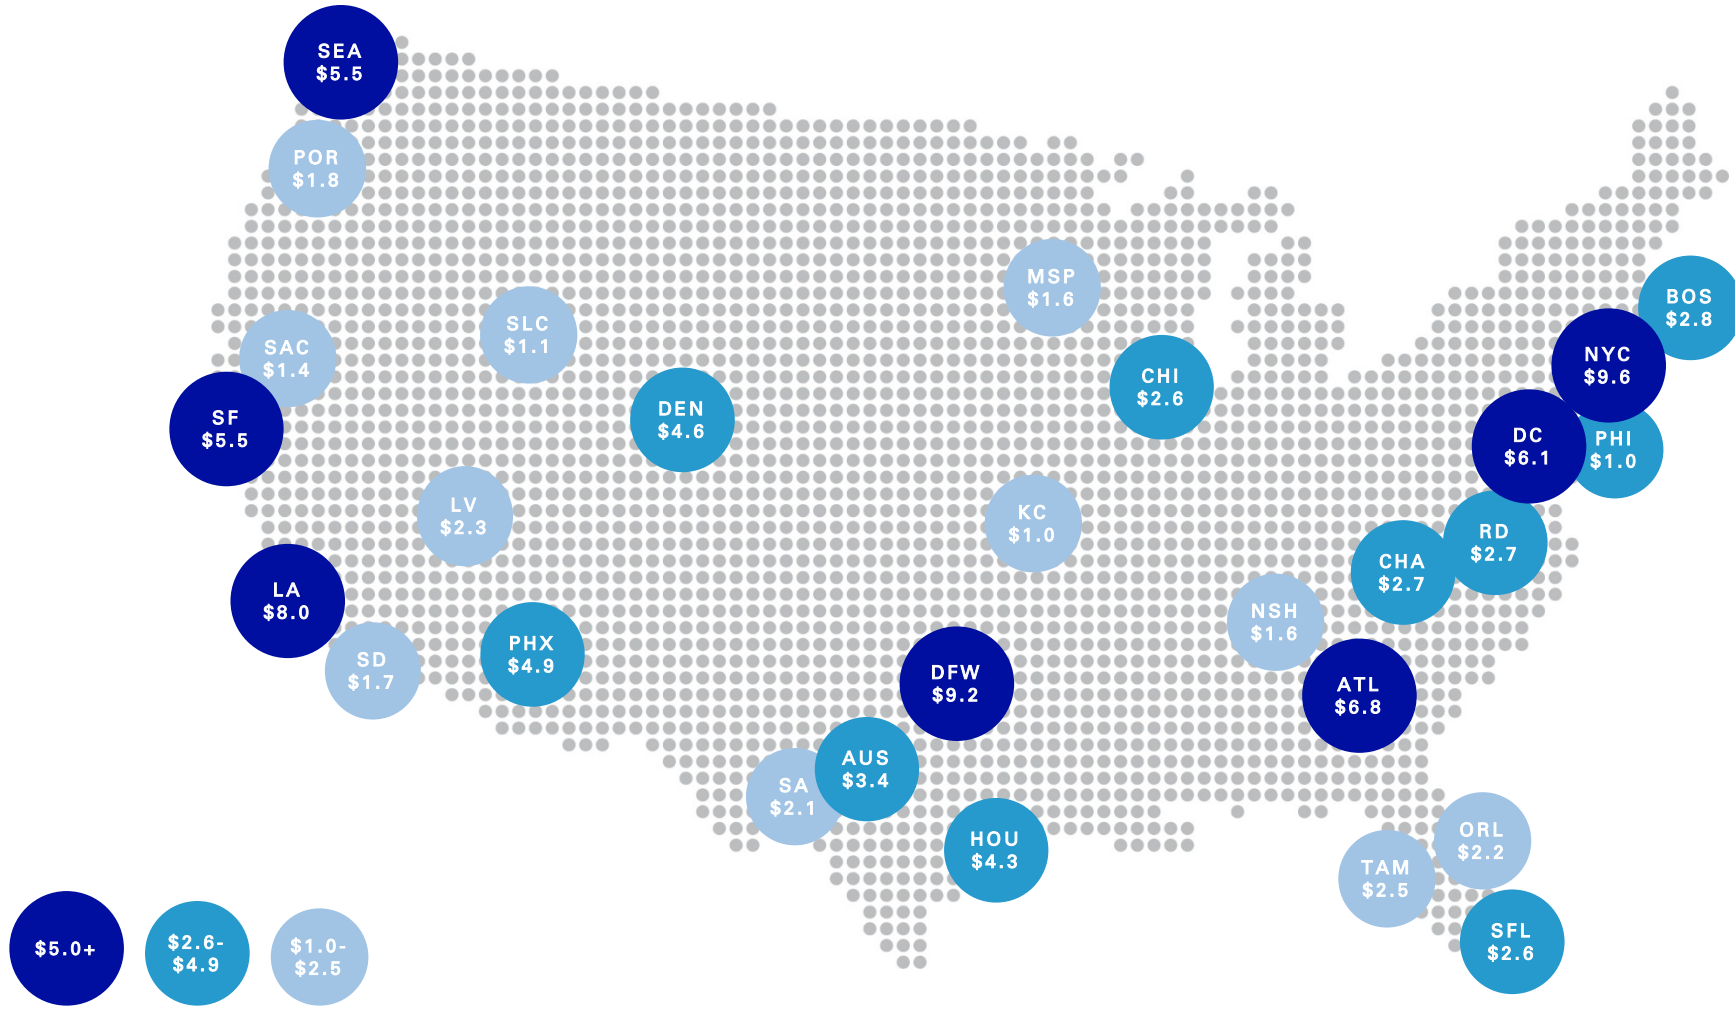 SEA
$5.5
POR
$1.8
MSP
$1.6
BOS
$2.8
SLC
$1.1
SAC
$1.4
NYC
$9.6
CHI
$2.6
SF
$5.5
DEN
$4.6
DC
$6.1
PHI
$1.0
LV
$2.3
KC
$1.0
RD
$2.7
CHA
$2.7
LA
$8.0
NSH
$1.6
SD
$1.7
PHX
$4.9
DFW
$9.2
ATL
$6.8
AUS
$3.4
SA
$2.1
HOU
$4.3
ORL
$2.2
TAM
$2.5
SFL
$2.6
$5.0+
$2.6-
$4.9
$1.0-
$2.5